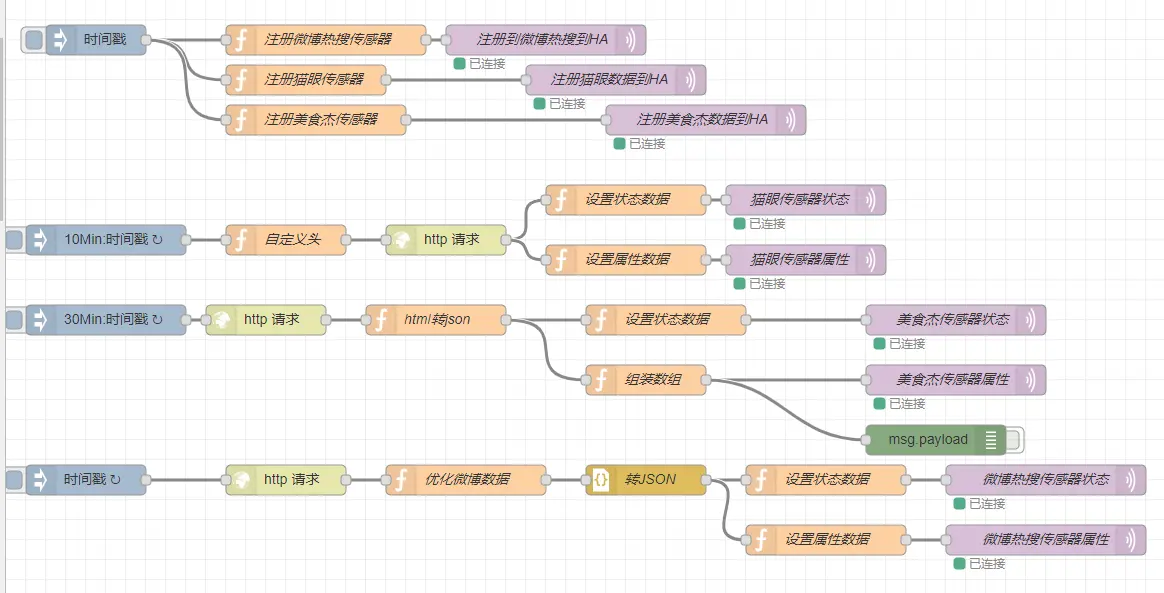 时间戳
注册微博热搜传感器
注册到微博热搜到HA
已连接
注册猫眼传感器
注册猫眼数据到HA
已连接
注册美食杰传感器
注册美食杰数据到HA
已连接
设置状态数据
猫眼传感器状态
已连接
10Min:时间戳 ↻
自定义头
http 请求
设置属性数据
猫眼传感器属性
已连接
30Min:时间戳 ↻
http 请求
html转json
设置状态数据
美食杰传感器状态
已连接
组装数组
美食杰传感器属性
已连接
msg.payload
时间戳 ↻
http 请求
优化微博数据
转JSON
设置状态数据
微博热搜传感器状态
已连接
设置属性数据
微博热搜传感器属性
已连接